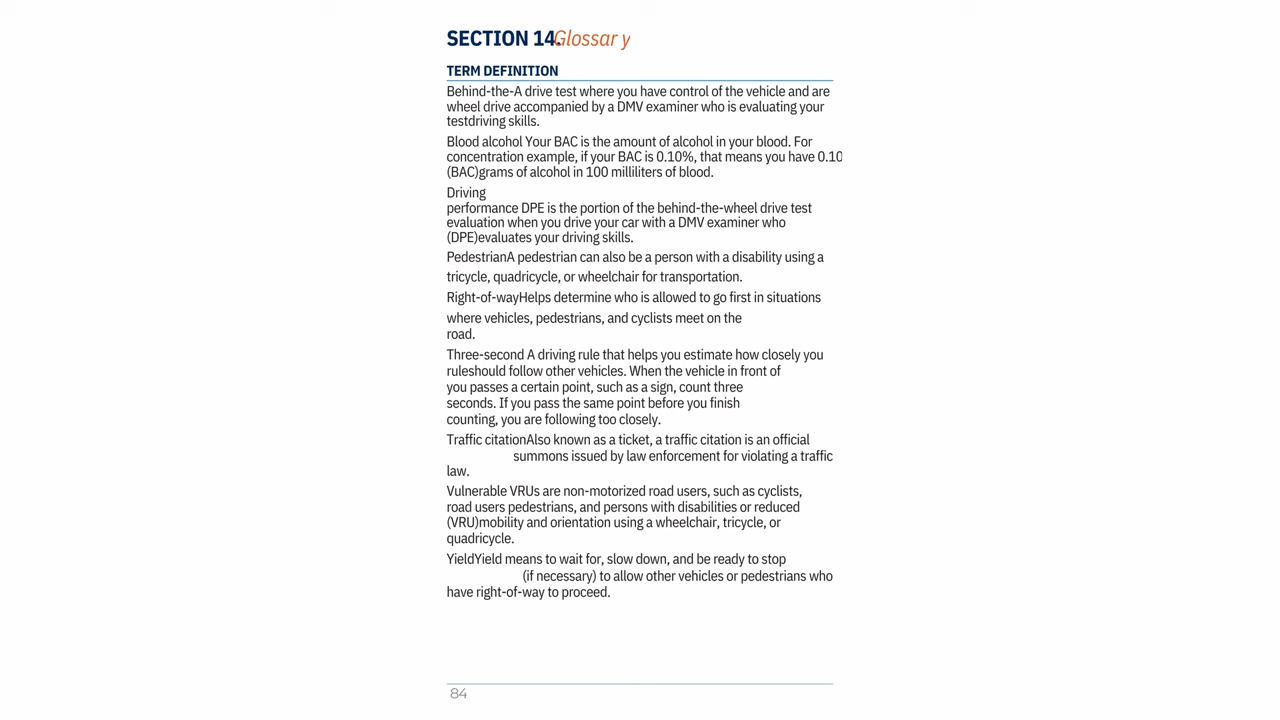 SECTION 14. Glossar y
TERM DEFINITION
Behind-the-A drive test where you have control of the vehicle and are
wheel drive accompanied by a DMV examiner who is evaluating your
testdriving skills.
Blood alcohol Your BAC is the amount of alcohol in your blood. For
concentration example, if your BAC is 0.10%, that means you have 0.10
(BAC)grams of alcohol in 100 milliliters of blood.
Driving
performance DPE is the portion of the behind-the-wheel drive test
evaluation when you drive your car with a DMV examiner who
(DPE)evaluates your driving skills.
PedestrianA pedestrian can also be a person with a disability using a
tricycle, quadricycle, or wheelchair for transportation.
Right-of-wayHelps determine who is allowed to go first in situations
where vehicles, pedestrians, and cyclists meet on the
road.
Three-second A driving rule that helps you estimate how closely you
ruleshould follow other vehicles. When the vehicle in front of
you passes a certain point, such as a sign, count three
seconds. If you pass the same point before you finish
counting, you are following too closely.
Traffic citationAlso known as a ticket, a traffic citation is an official
summons issued by law enforcement for violating a traffic
law.
Vulnerable VRUs are non-motorized road users, such as cyclists,
road users pedestrians, and persons with disabilities or reduced
(VRU)mobility and orientation using a wheelchair, tricycle, or
quadricycle.
YieldYield means to wait for, slow down, and be ready to stop
(if necessary) to allow other vehicles or pedestrians who
have right-of-way to proceed.
84